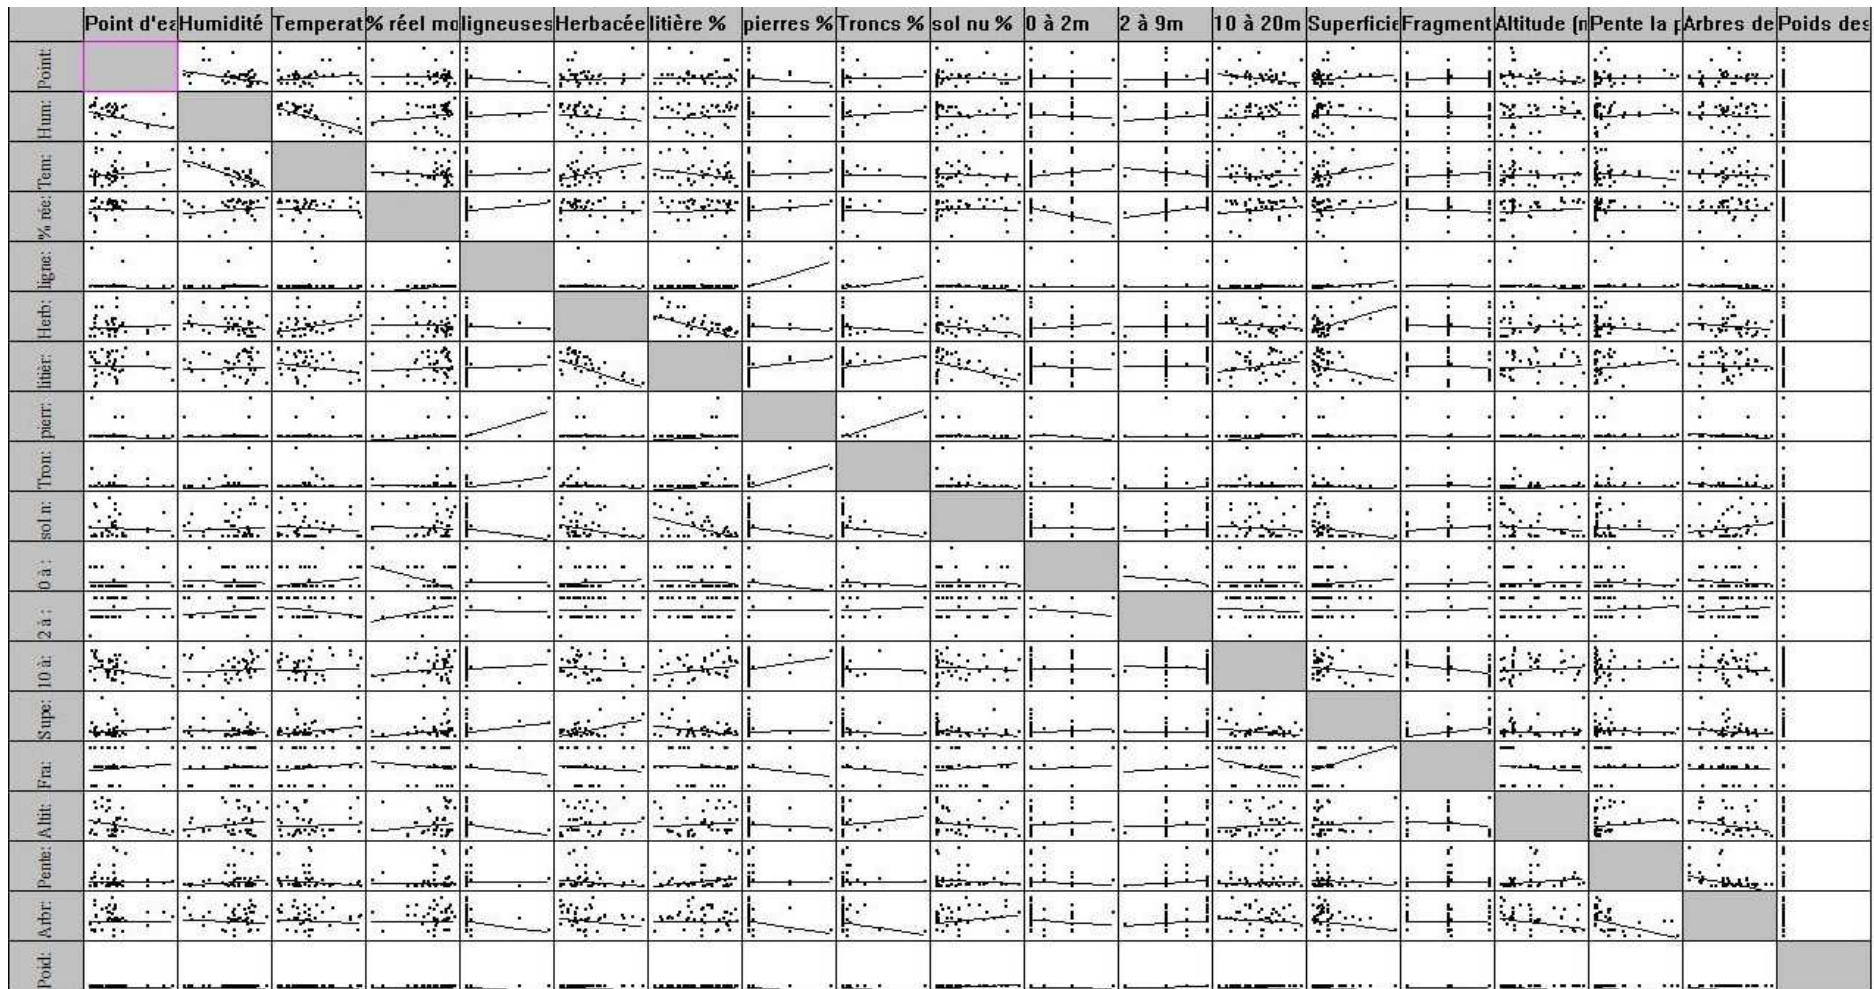 Point d'ea Humidité Temperat % réel mo ligneuses Herbacée litière % pierres % Troncs % sol nu % 0 à 2m 2 à 9m 10 à 20m Superficie Fragment Altitude (m Pente la p Arbres de Poids des
Point:
Hum:
Tem:
% rée:
ligne:
Herb:
litièr:
pierr:
Tron:
sol n:
0 à :
2 à :
10 à:
Supe:
Fra:
Altit:
Pente:
Arbr:
Poid: